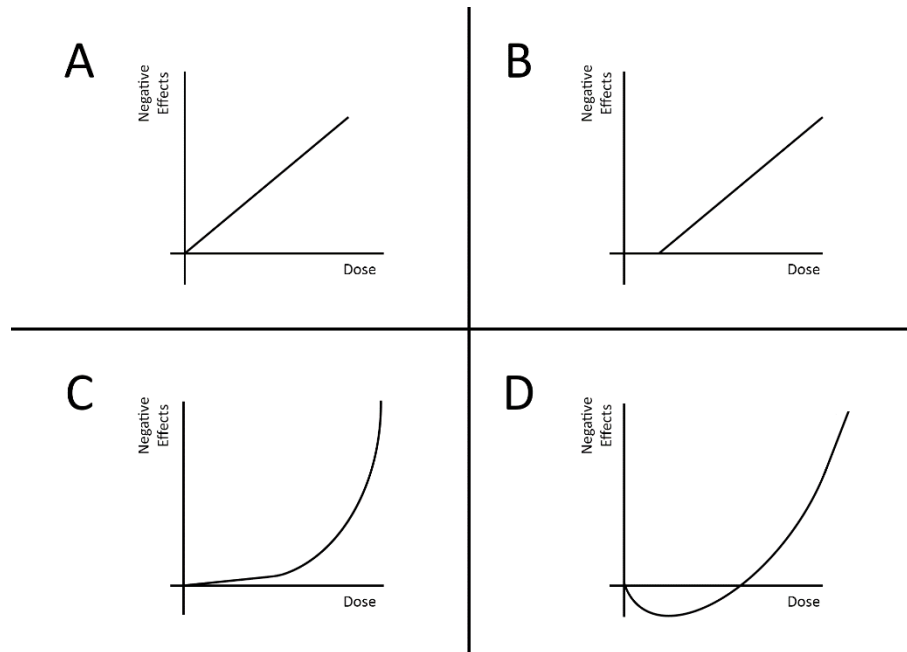 A
Negative
Effects
Dose
B
Negative
Effects
Dose
C
Negative
Effects
Dose
D
Negative
Effects
Dose